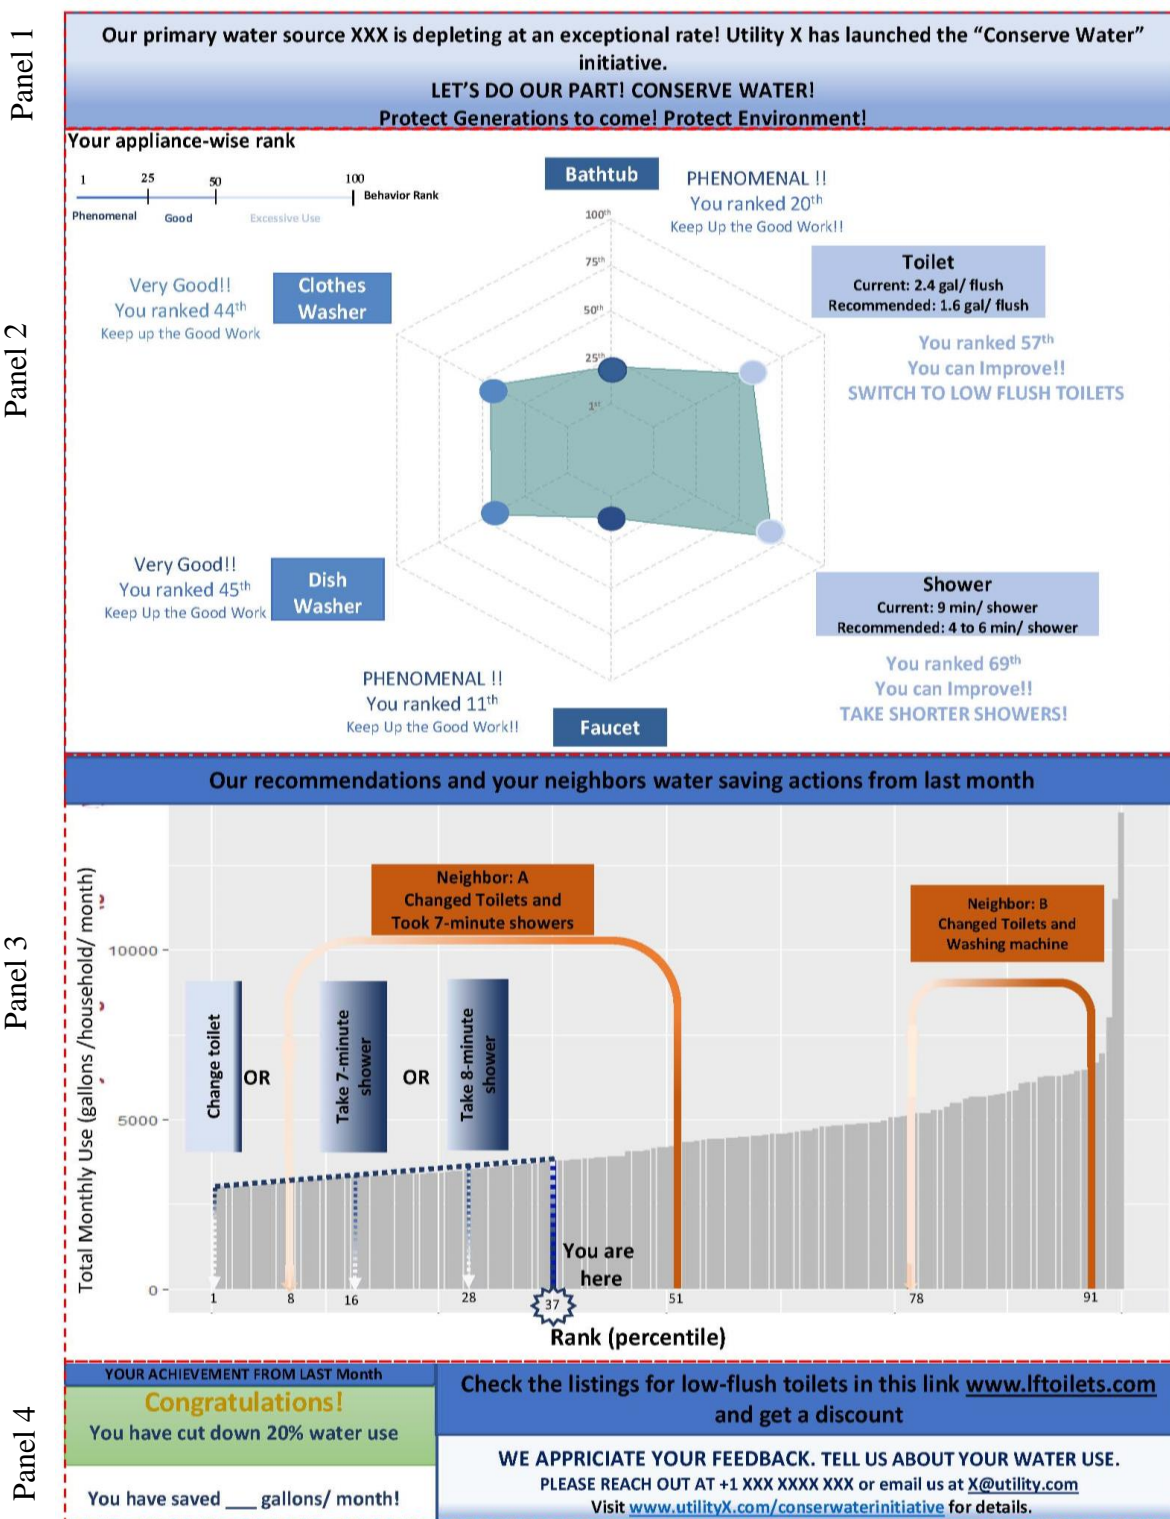 Panel 1
Our primary water source XXX is depleting at an exceptional rate! Utility X has launched the “Conserve Water”
initiative.
LET’S DO OUR PART! CONSERVE WATER!
Protect Generations to come! Protect Environment!
Panel 2
Your appliance-wise rank
1 25 50 100
Behavior Rank
Phenomenal Good Excessive Use
Bathtub
PHENOMENAL !!
You ranked 20th
Keep Up the Good Work!!
100th
75th
50th
25th
1st
Toilet
Current: 2.4 gal/ flush
Recommended: 1.6 gal/ flush
You ranked 57th
You can Improve!!
SWITCH TO LOW FLUSH TOILETS
Very Good!!
You ranked 44th
Keep up the Good Work
Clothes
Washer
Very Good!!
You ranked 45th
Keep Up the Good Work
Dish
Washer
Shower
Current: 9 min/ shower
Recommended: 4 to 6 min/ shower
You ranked 69th
You can Improve!!
TAKE SHORTER SHOWERS!
PHENOMENAL !!
You ranked 11th
Keep Up the Good Work!!
Faucet
Panel 3
Our recommendations and your neighbors water saving actions from last month
Total Monthly Use (gallons /household/ month)
10000
5000
0
Neighbor: A
Changed Toilets and
Took 7-minute showers
Neighbor: B
Changed Toilets and
Washing machine
Change toilet
OR
Take 7-minute
shower
OR
Take 8-minute
shower
You are
here
1 8 16 28 37 51 78 91
Rank (percentile)
Panel 4
YOUR ACHIEVEMENT FROM LAST Month
Congratulations!
You have cut down 20% water use
You have saved ___ gallons/ month!
Check the listings for low-flush toilets in this link www.lftoilets.com
and get a discount
WE APPRICIATE YOUR FEEDBACK. TELL US ABOUT YOUR WATER USE.
PLEASE REACH OUT AT +1 XXX XXXX XXX or email us at X@utility.com
Visit www.utilityX.com/conserwaterinitiative for details.